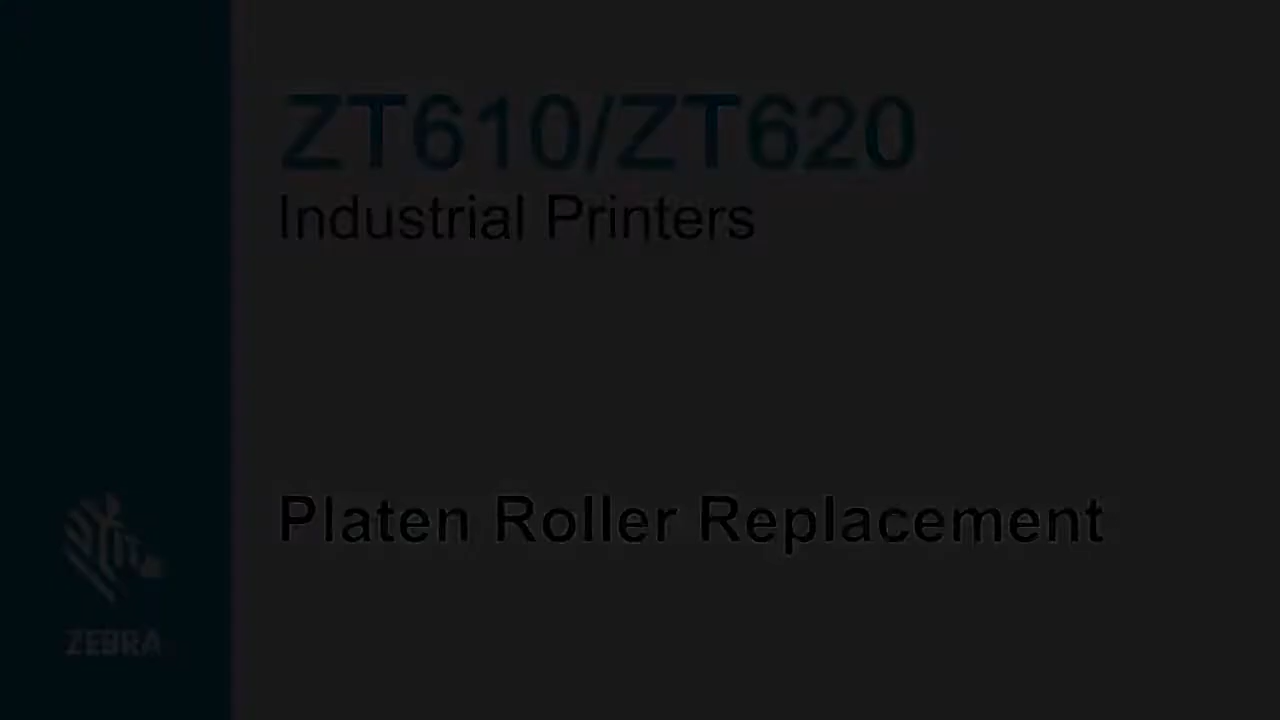 ZT610/ZT620
Industrial Printers
Platen Roller Replacement
ZEBRA